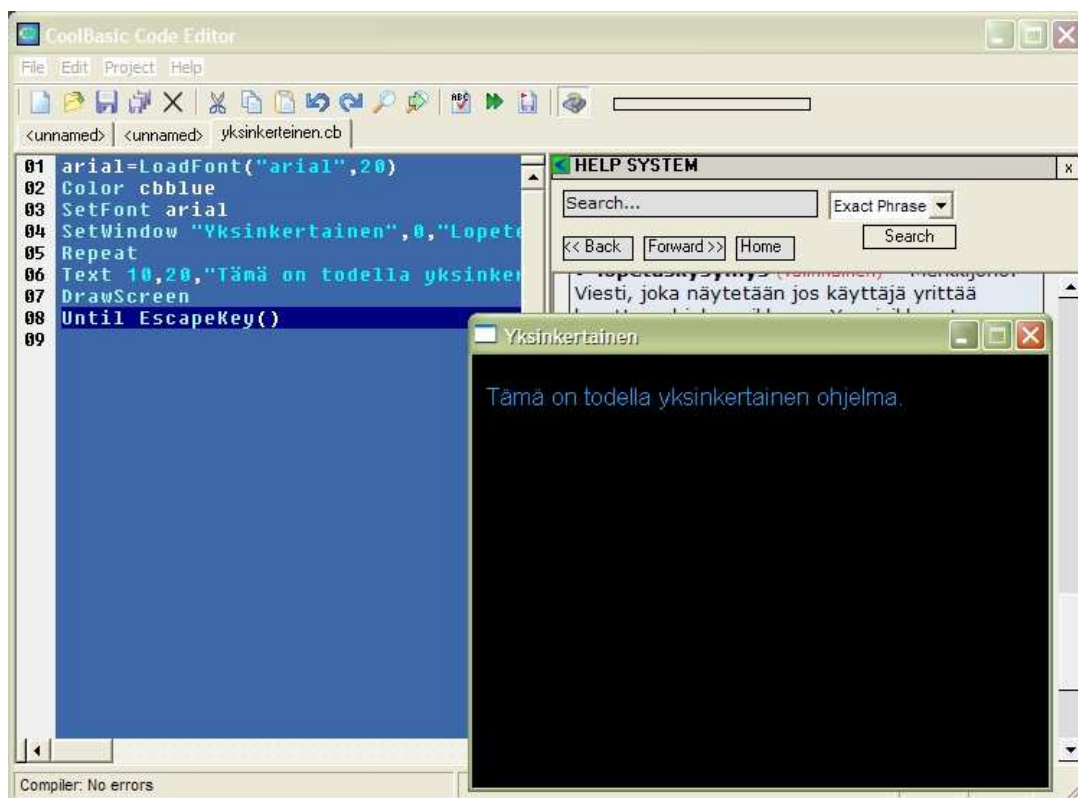 CoolBasic Code Editor
File Edit Project Help
ABC
<unnamed> <unnamed> yksinkerteinen.cb
01 arial=LoadFont("arial",20)
02 Color cbblue
03 SetFont arial
04 SetWindow "Yksinkertainen",0,"Lopete
05 Repeat
06 Text 10,20,"Tämä on todella yksinker
07 DrawScreen
08 Until EscapeKey()
09
HELP SYSTEM x
Search... Exact Phrase
Search
<< Back Forward >> Home
Viesti, joka näytetään jos käyttäjä yrittää
Yksinkertainen
Tämä on todella yksinkertainen ohjelma.
Compiler: No errors